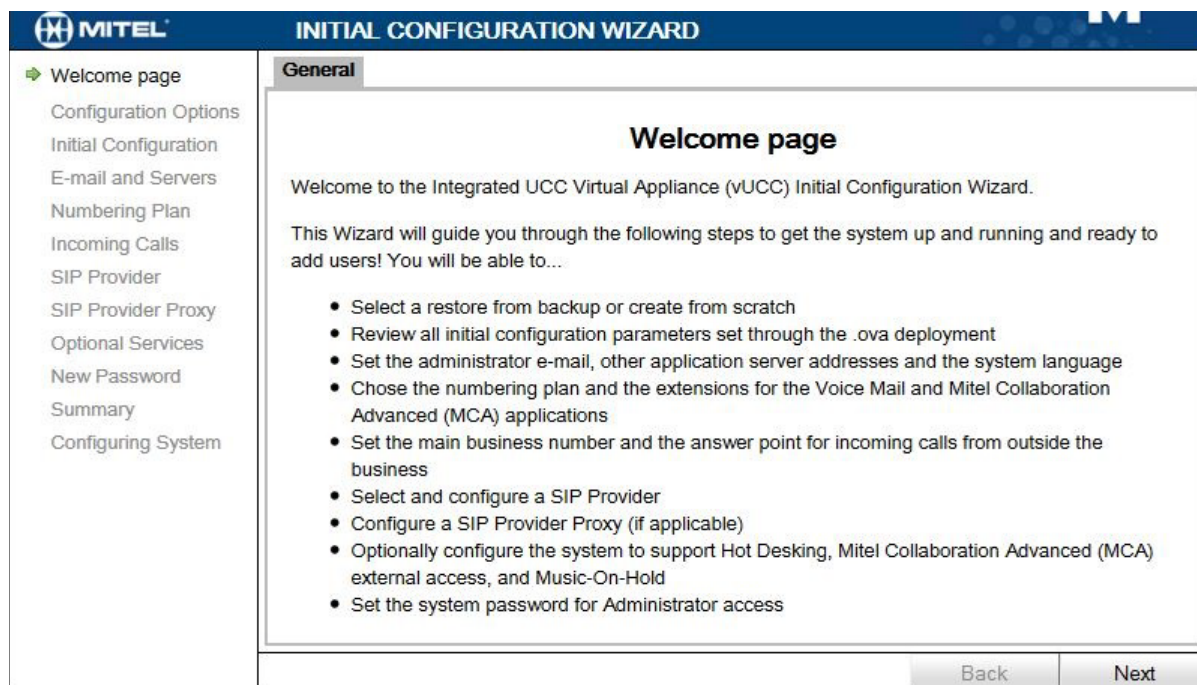 MITEL
INITIAL CONFIGURATION WIZARD
Welcome page
Configuration Options
Initial Configuration
E-mail and Servers
Numbering Plan
Incoming Calls
SIP Provider
SIP Provider Proxy
Optional Services
New Password
Summary
Configuring System
General
Welcome page
Welcome to the Integrated UCC Virtual Appliance (vUCC) Initial Configuration Wizard.
This Wizard will guide you through the following steps to get the system up and running and ready to
add users! You will be able to...
• Select a restore from backup or create from scratch
• Review all initial configuration parameters set through the .ova deployment
• Set the administrator e-mail, other application server addresses and the system language
• Chose the numbering plan and the extensions for the Voice Mail and Mitel Collaboration
Advanced (MCA) applications
• Set the main business number and the answer point for incoming calls from outside the
business
• Select and configure a SIP Provider
• Configure a SIP Provider Proxy (if applicable)
• Optionally configure the system to support Hot Desking, Mitel Collaboration Advanced (MCA)
external access, and Music-On-Hold
• Set the system password for Administrator access
Back
Next